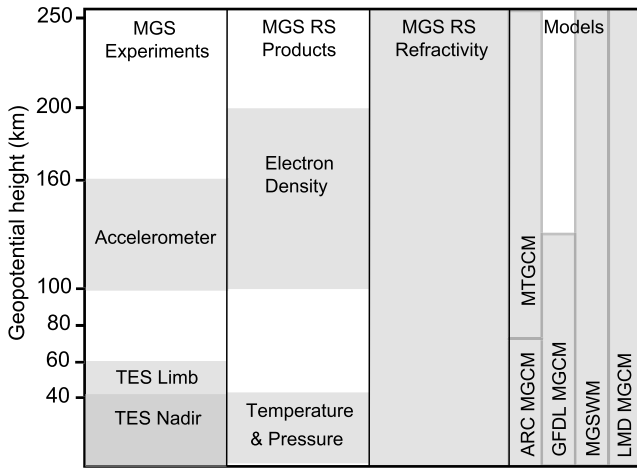 Geopotential height (km)
250
200
160
100
80
60
40
MGS
Experiments
Accelerometer
TES Limb
TES Nadir
MGS RS
Products
Electron
Density
Temperature
& Pressure
MGS RS
Refractivity
Models
MTGCM
ARC MGCM
GFDL MGCM
MGSWM
LMD MGCM